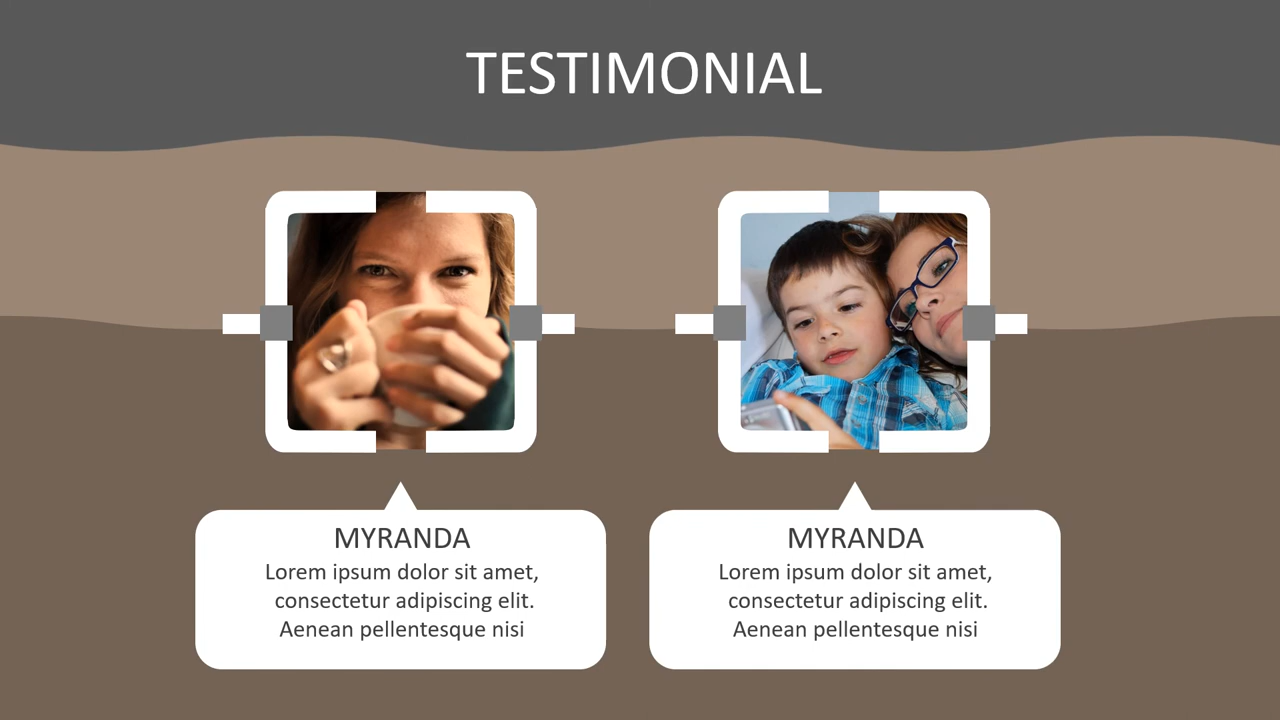 TESTIMONIAL
MYRANDA
Lorem ipsum dolor sit amet,
consectetur adipiscing elit.
Aenean pellentesque nisi
MYRANDA
Lorem ipsum dolor sit amet,
consectetur adipiscing elit.
Aenean pellentesque nisi